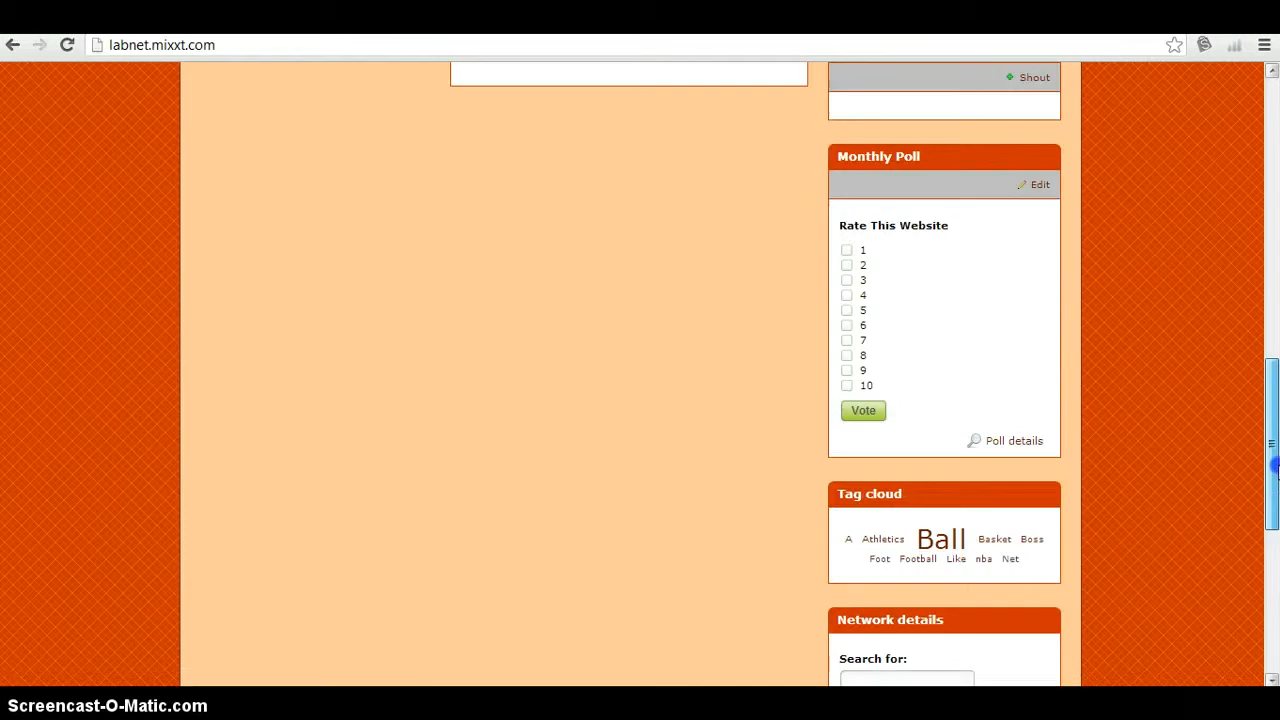 labnet.mixxt.com
Shout
Monthly Poll
Edit
Rate This Website
1
2
3
4
5
6
7
8
9
10
Vote
Poll details
Tag cloud
A Athletics Ball Basket Boss
Foot Football Like nba Net
Network details
Search for:
Screencast-O-Matic.com